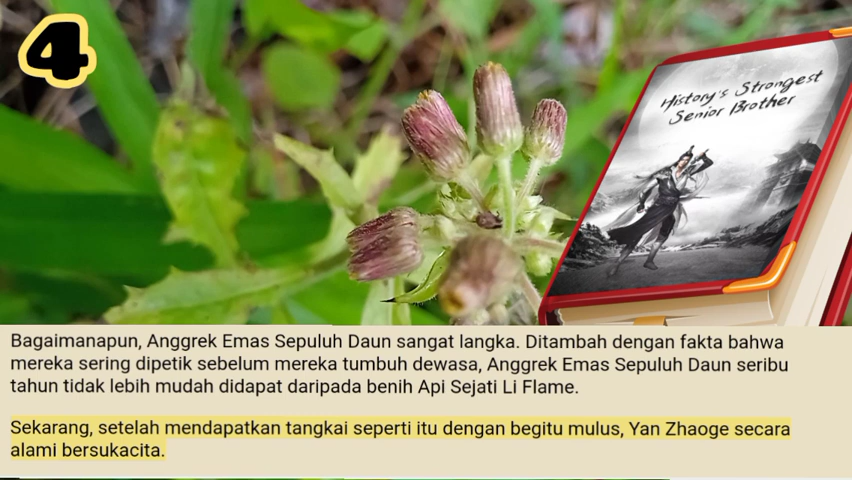 4
History's Strongest
Senior Brother
Bagaimanapun, Anggrek Emas Sepuluh Daun sangat langka. Ditambah dengan fakta bahwa
mereka sering dipetik sebelum mereka tumbuh dewasa, Anggrek Emas Sepuluh Daun seribu
tahun tidak lebih mudah didapat daripada benih Api Sejati Li Flame.
Sekarang, setelah mendapatkan tangkai seperti itu dengan begitu mulus, Yan Zhaoge secara
alami bersukacita.